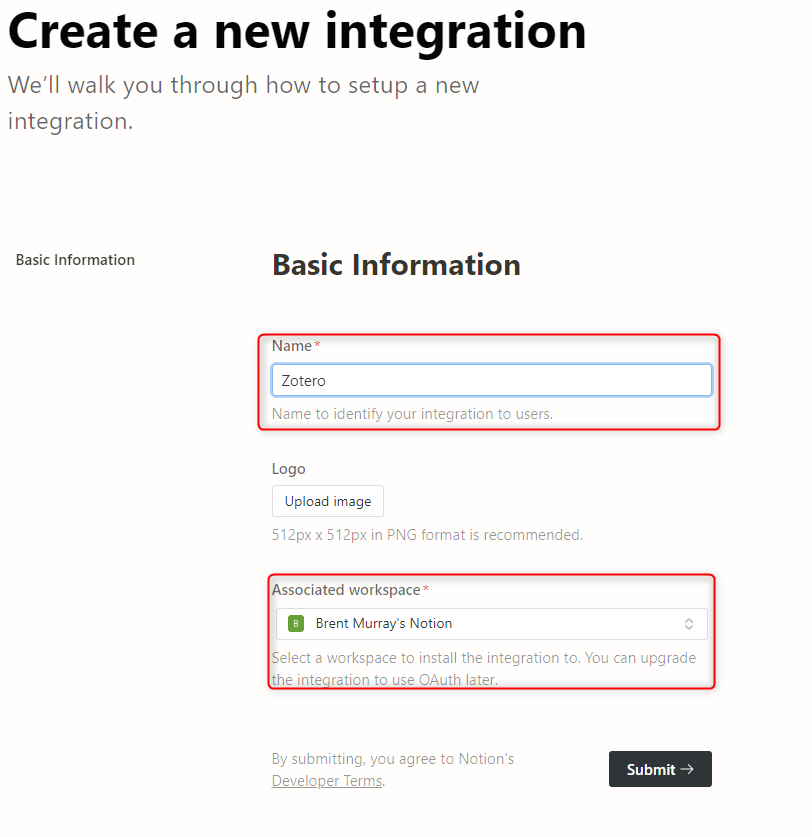 Create a new integration
We’ll walk you through how to setup a new
integration.
Basic Information
Basic Information
Name*
Zotero
Name to identify your integration to users.
Logo
Upload image
512px x 512px in PNG format is recommended.
Associated workspace*
B Brent Murray's Notion
Select a workspace to install the integration to. You can upgrade
the integration to use OAuth later.
By submitting, you agree to Notion's
Developer Terms.
Submit →